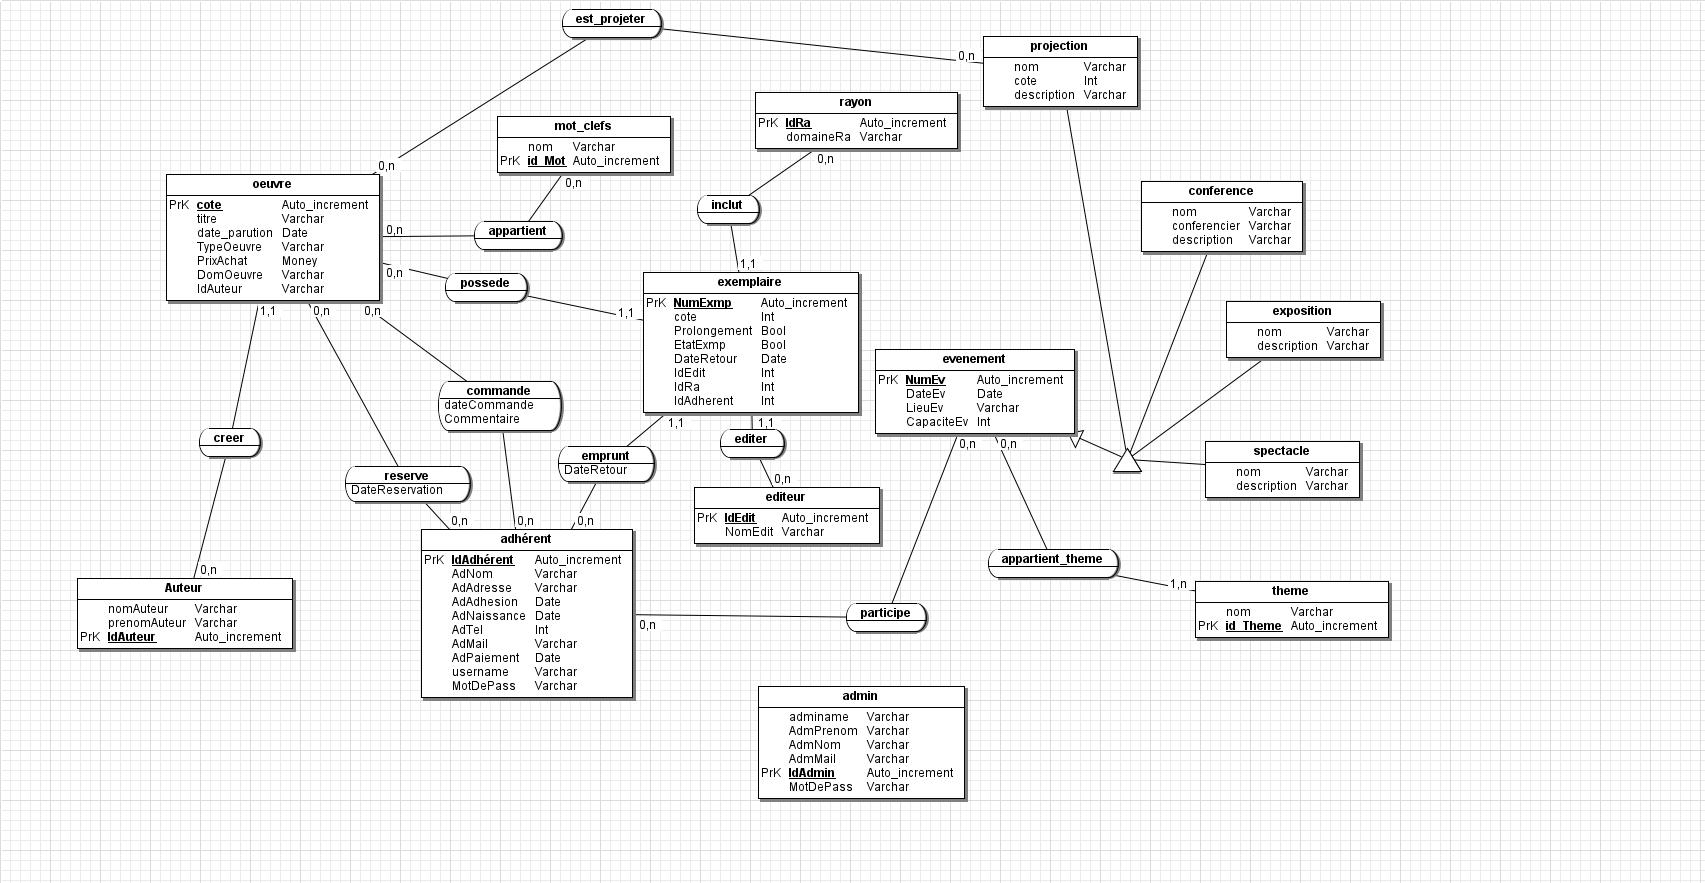 est_projeter
0,n
projection
nom Varchar
cote Int
description Varchar
rayon
PrK IdRa Auto_increment
domaineRa Varchar
0,n
mot_clefs
nom Varchar
PrK id_Mot Auto_increment
0,n
0,n
oeuvre
PrK cote Auto_increment
titre Varchar
date_parution Date
TypeOeuvre Varchar
PrixAchat Money
DomOeuvre Varchar
IdAuteur Varchar
inclut
1,1
appartient
0,n
possede
0,n
1,1
conference
nom Varchar
conferencier Varchar
description Varchar
exemplaire
PrK NumExmp Auto_increment
cote Int
Prolongement Bool
EtatExmp Bool
DateRetour Date
IdEdit Int
IdRa Int
IdAdherent Int
exposition
nom Varchar
description Varchar
1,1
0,n
0,n
evenement
PrK NumEv Auto_increment
DateEv Date
LieuEv Varchar
CapaciteEv Int
commande
dateCommande
Commentaire
1,1
1,1
creer
editer
0,n
0,n
spectacle
nom Varchar
description Varchar
emprunt
DateRetour
reserve
DateReservation
0,n
editeur
PrK IdEdit Auto_increment
NomEdit Varchar
0,n
0,n
0,n
adhérent
PrK IdAdhérent Auto_increment
AdNom Varchar
AdAdresse Varchar
AdAdhesion Date
AdNaissance Date
AdTel Int
AdMail Varchar
AdPaiement Date
username Varchar
MotDePass Varchar
0,n
Auteur
nomAuteur Varchar
prenomAuteur Varchar
PrK IdAuteur Auto_increment
appartient_theme
1,n
theme
nom Varchar
PrK id_Theme Auto_increment
participe
0,n
admin
adminame Varchar
AdmPrenom Varchar
AdmNom Varchar
AdmMail Varchar
PrK IdAdmin Auto_increment
MotDePass Varchar